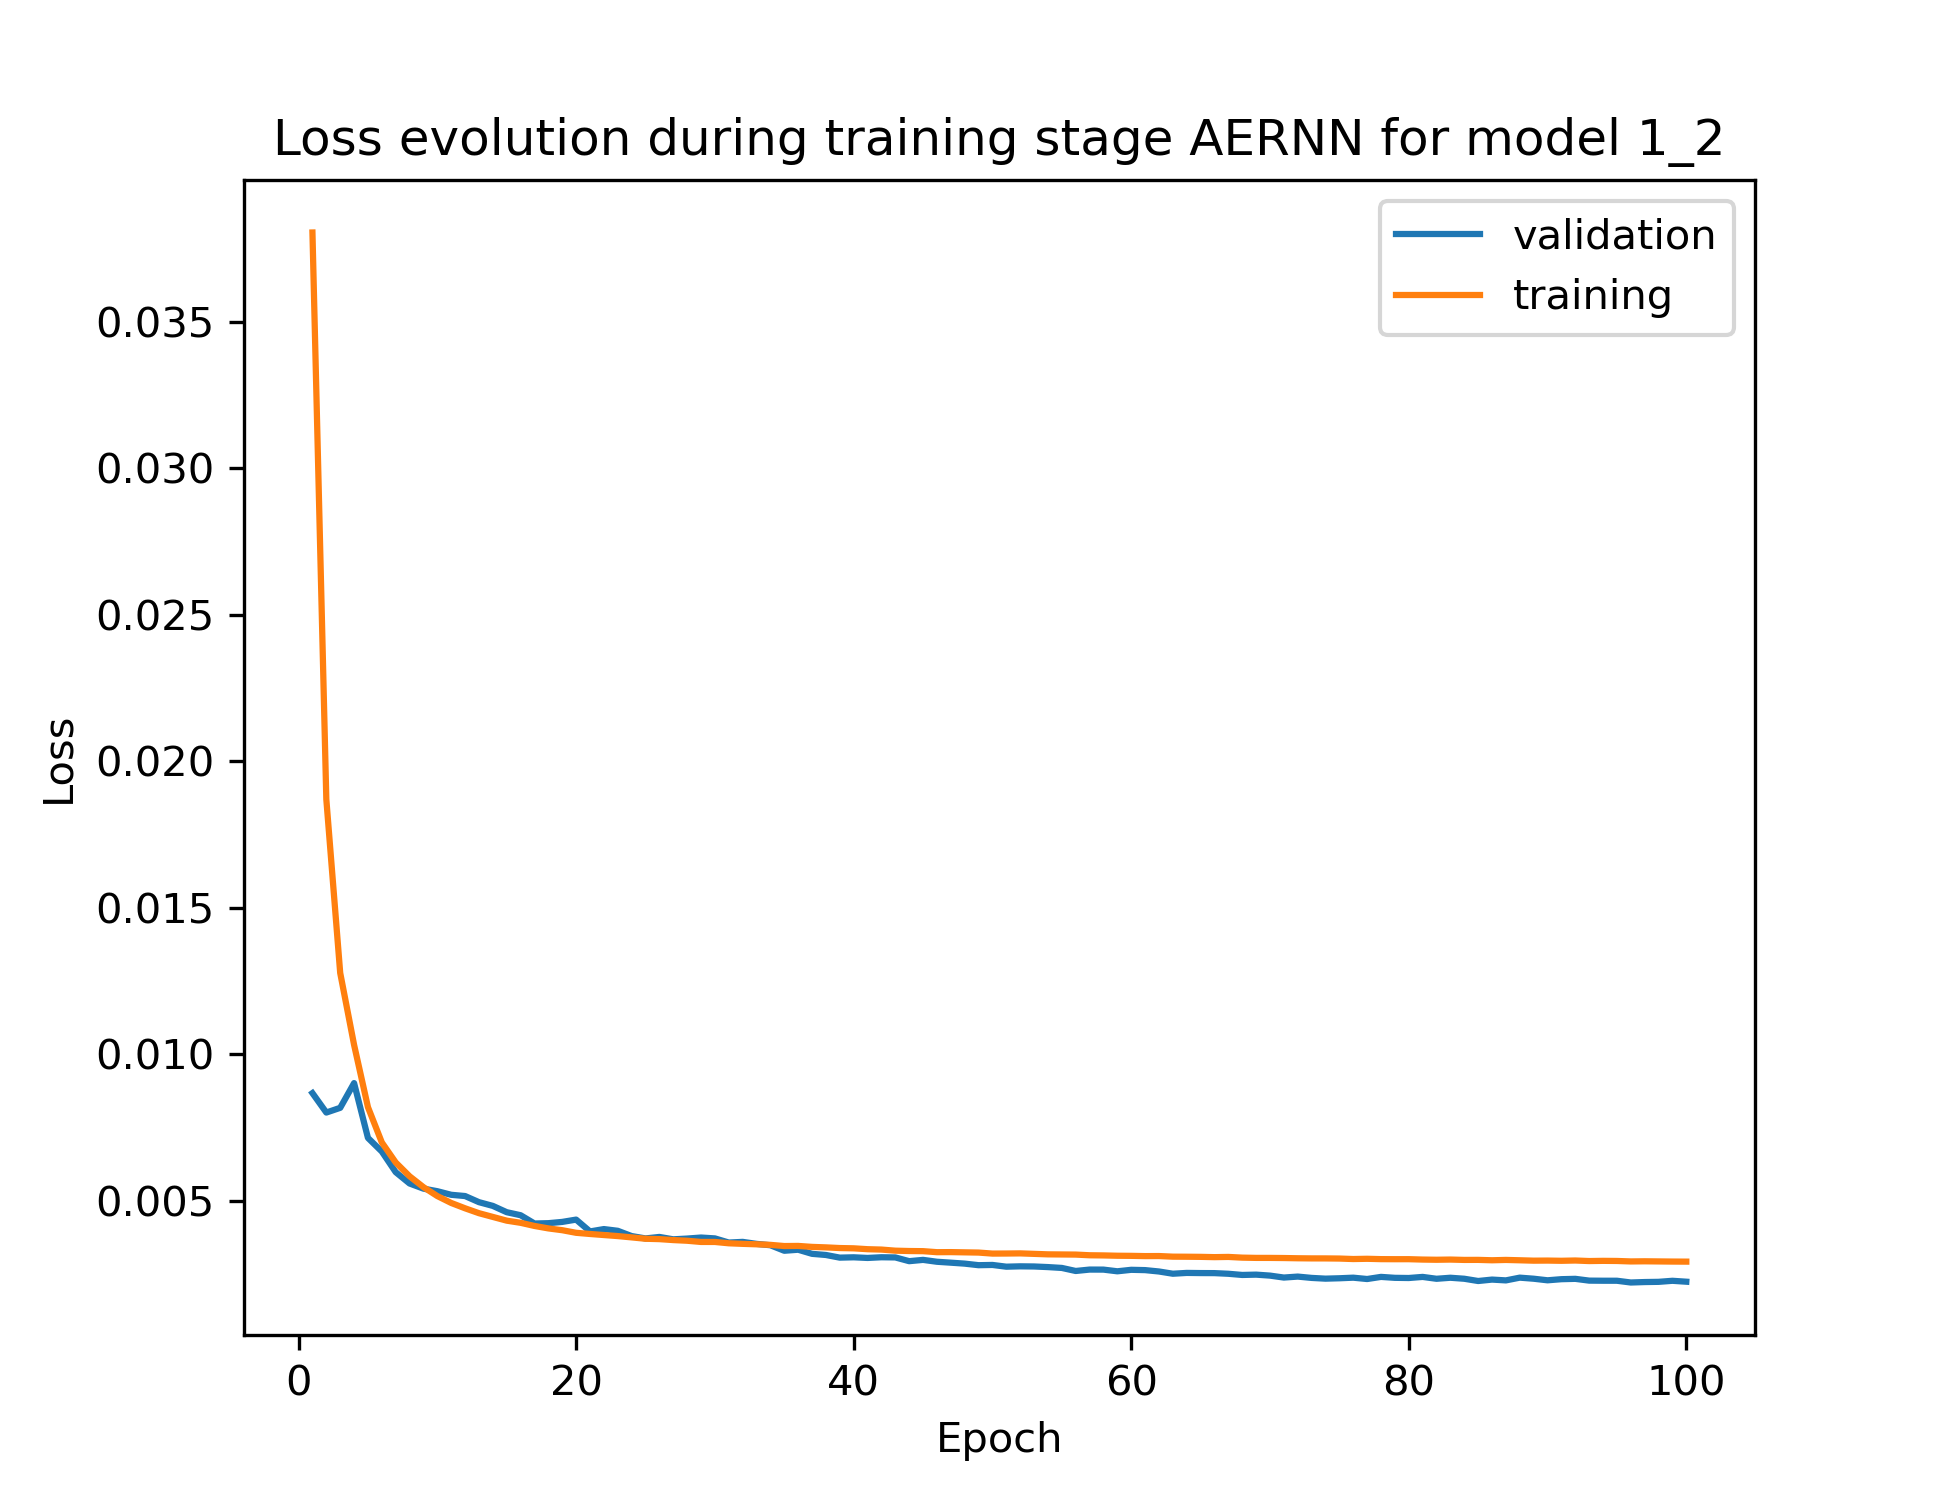 Loss evolution during training stage AERNN for model 1_2
validation
training
0.035
0.030
0.025
0.020
0.015
0.010
0.005
Loss
0 20 40 60 80 100
Epoch